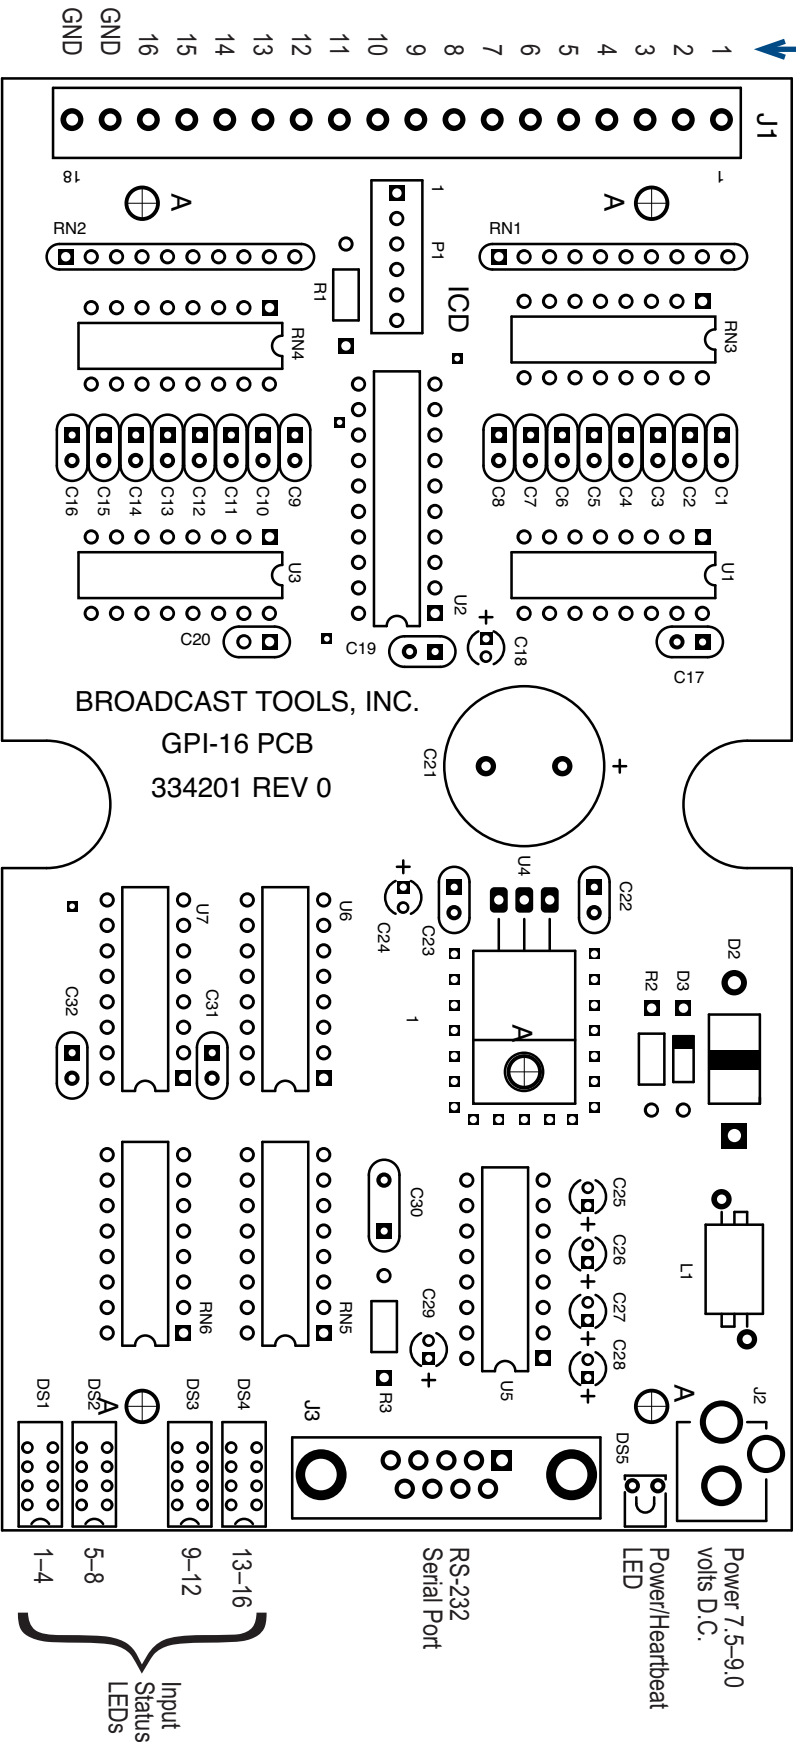 GND
GND
16
15
14
13
12
11
10
9
8
7
6
5
4
3
2
1
J1
18
1
A
A
RN2
1
P1
RN1
R1
ICD
RN4
RN3
C16
C15
C14
C13
C12
C11
C10
C9
C8
C7
C6
C5
C4
C3
C2
C1
U3
U2
U1
C20
C19
+
C18
C17
BROADCAST TOOLS, INC.
GPI-16 PCB
334201 REV 0
C21
+
U7
U6
+
C24
C23
U4
C22
D2
C32
C31
1
A
R2
D3
C30
C25
+
C26
+
C27
+
C28
+
L1
RN6
RN5
C29
+
R3
U5
DS1
DS2
A
DS3
DS4
J3
DS5
A
J2
1–4
5–8
9–12
13–16
RS-232
Serial Port
Power/Heartbeat
LED
Power 7.5–9.0
volts D.C.
Input
Status
LEDs